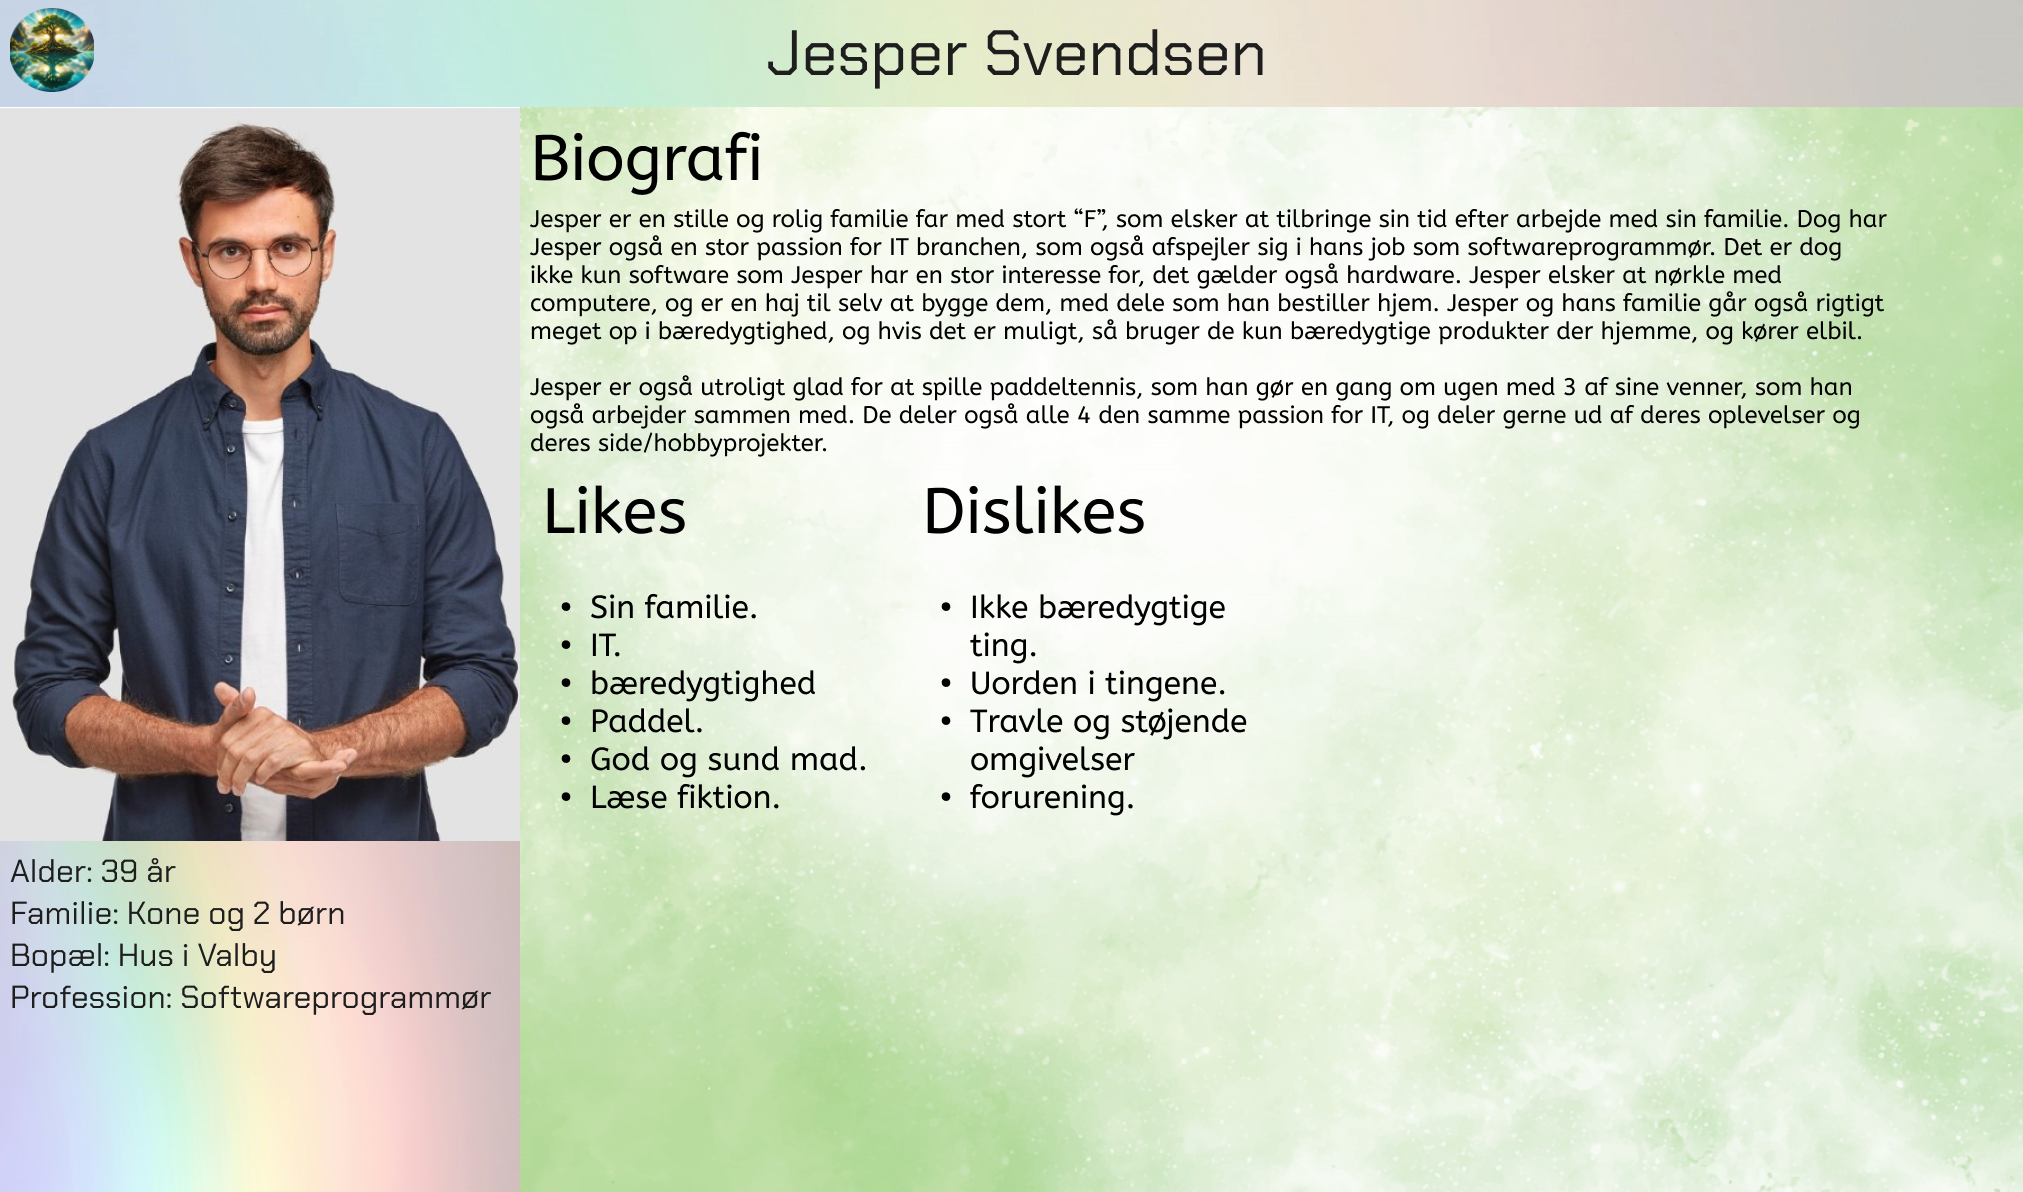 Jesper Svendsen
Biografi
Jesper er en stille og rolig familie far med stort “F”, som elsker at tilbringe sin tid efter arbejde med sin familie. Dog har
Jesper også en stor passion for IT branchen, som også afspejler sig i hans job som softwareprogrammør. Det er dog
ikke kun software som Jesper har en stor interesse for, det gælder også hardware. Jesper elsker at nørkle med
computere, og er en haj til selv at bygge dem, med dele som han bestiller hjem. Jesper og hans familie går også rigtigt
meget op i bæredygtighed, og hvis det er muligt, så bruger de kun bæredygtige produkter der hjemme, og kører elbil.
Jesper er også utroligt glad for at spille paddeltennis, som han gør en gang om ugen med 3 af sine venner, som han
også arbejder sammen med. De deler også alle 4 den samme passion for IT, og deler gerne ud af deres oplevelser og
deres side/hobbyprojekter.
Likes
• Sin familie.
• IT.
• bæredygtighed
• Paddel.
• God og sund mad.
• Læse fiktion.
Dislikes
• Ikke bæredygtige
ting.
• Uorden i tingene.
• Travle og støjende
omgivelser
• forurening.
Alder: 39 år
Familie: Kone og 2 børn
Bopæl: Hus i Valby
Profession: Softwareprogrammør